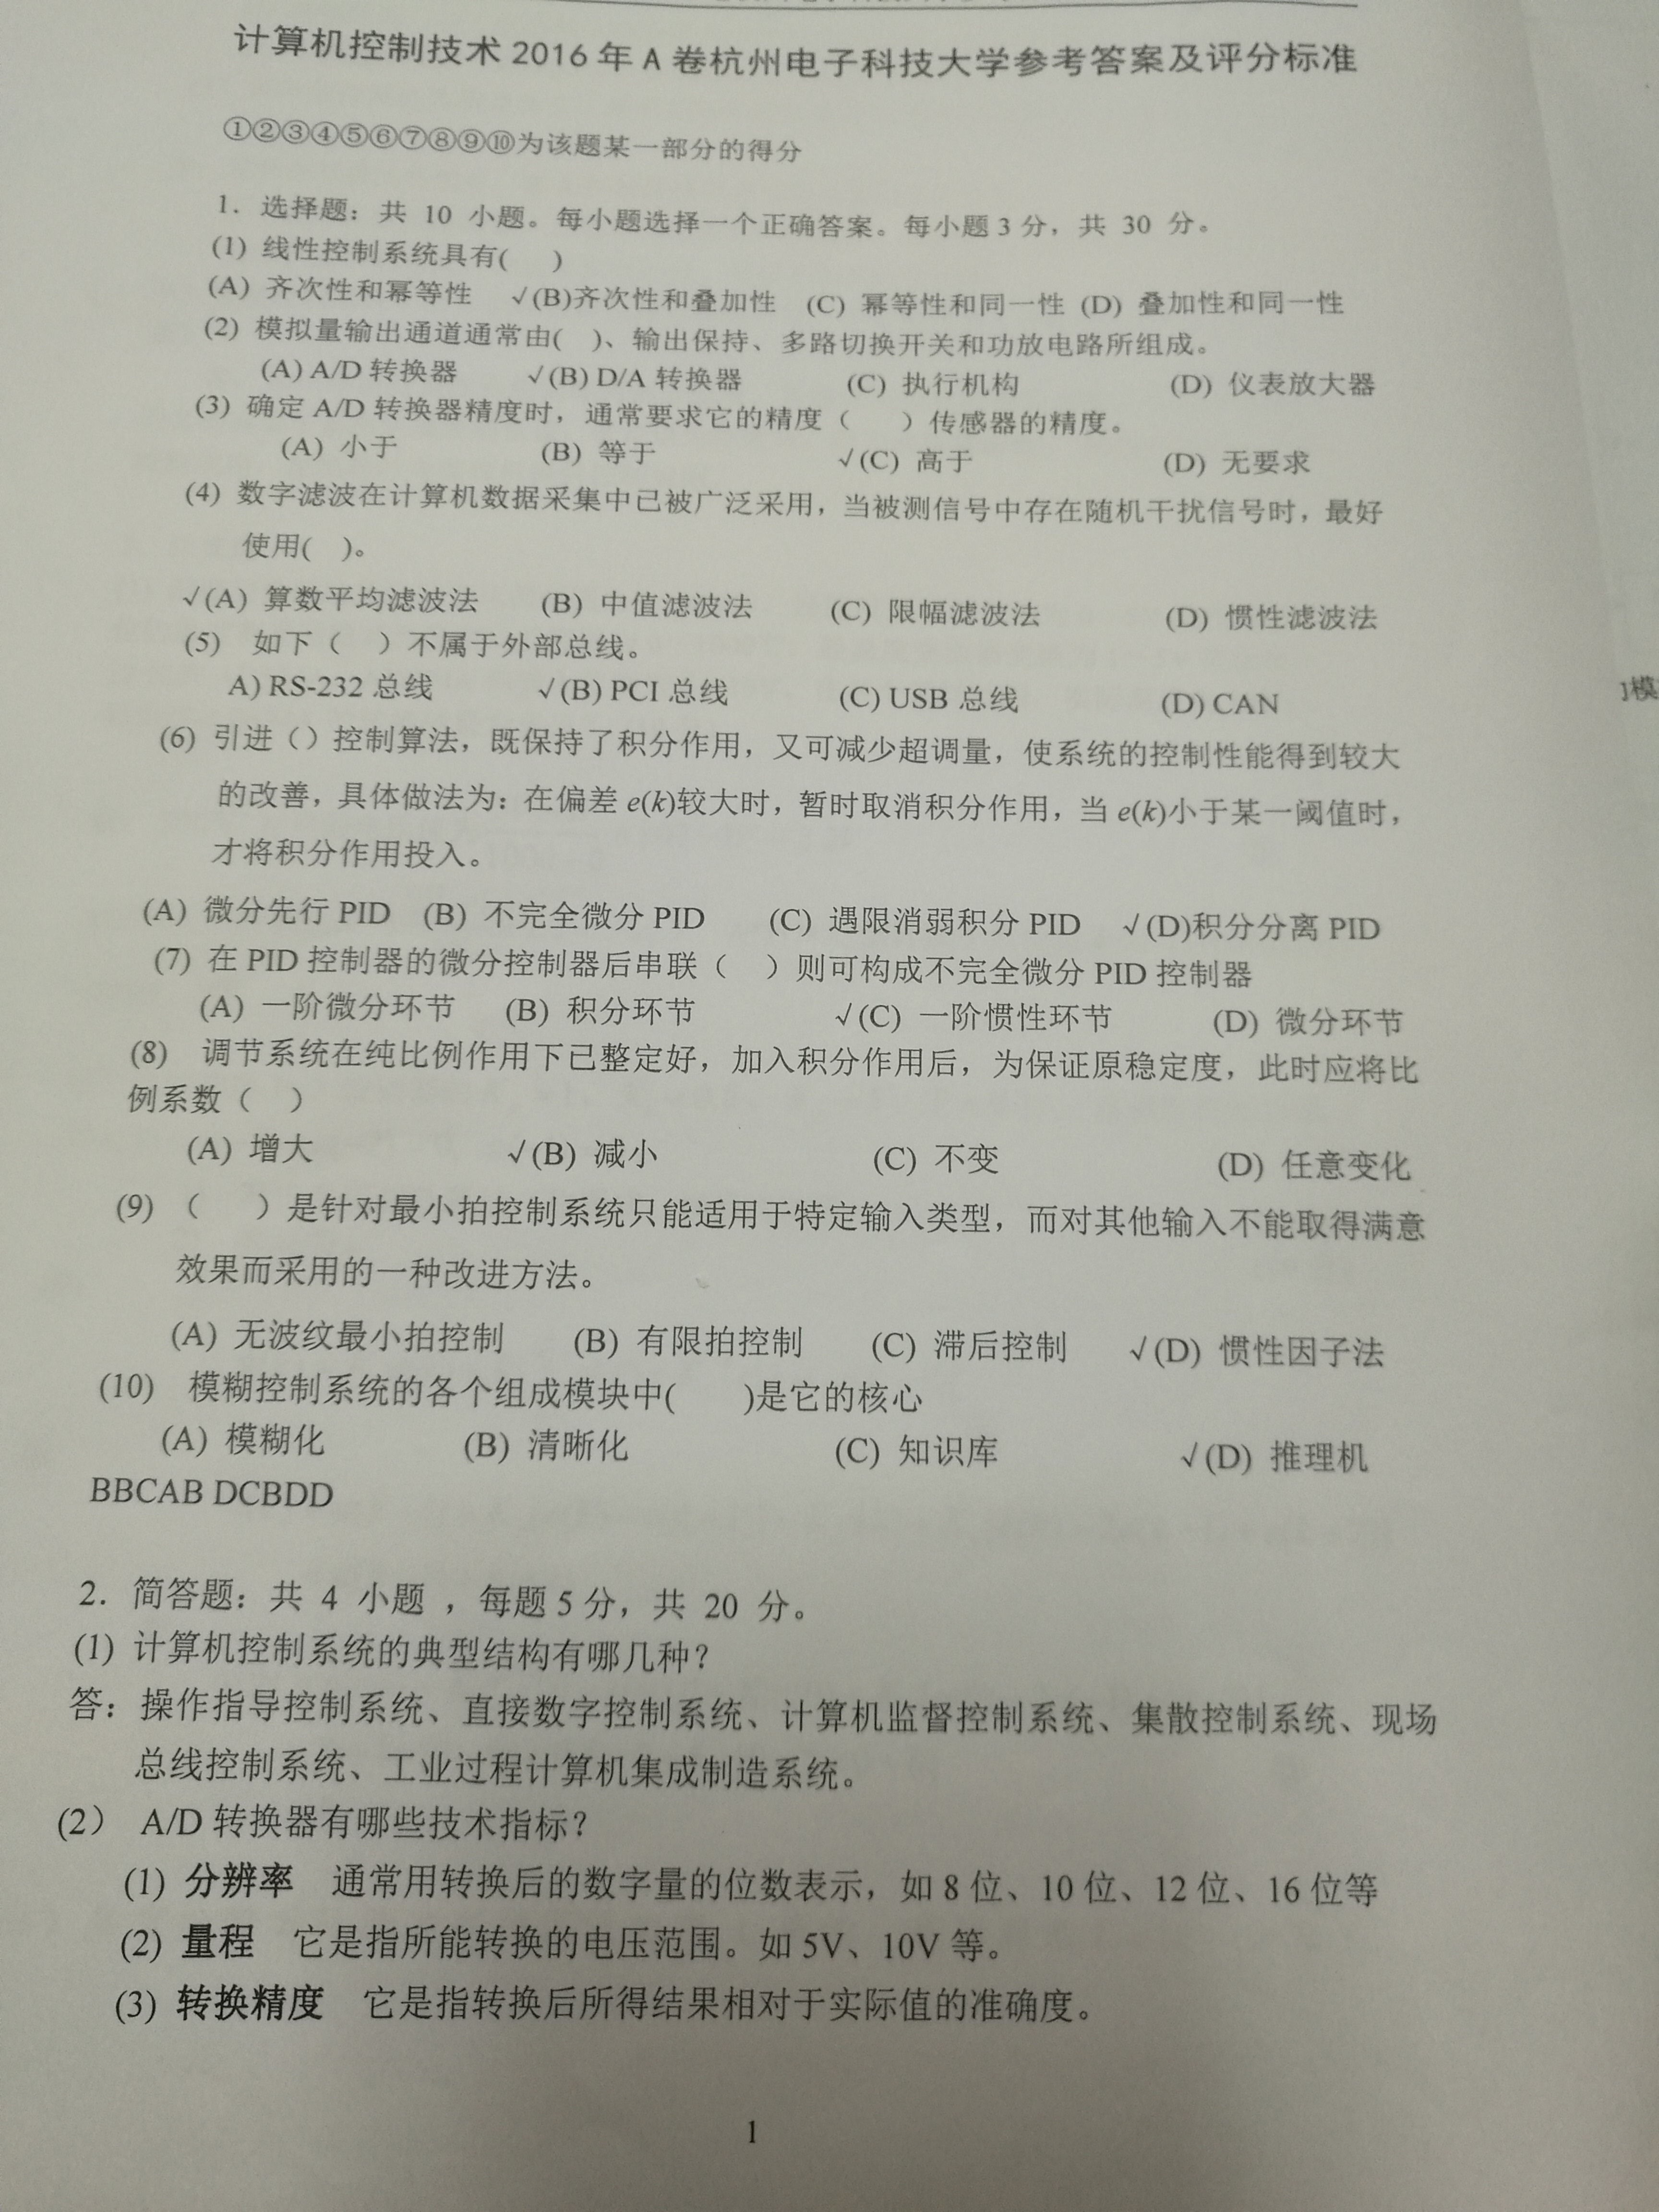 计算机控制技术 2016 年 A 卷杭州电子科技大学参考答案及评分标准
①②③④⑤⑥⑦⑧⑨⑩为该题某一部分的得分
1. 选择题：共 10 小题。每小题选择一个正确答案。每小题 3 分，共 30 分。
(1) 线性控制系统具有( )
(A) 齐次性和幂等性 √(B)齐次性和叠加性 (C) 幂等性和同一性 (D) 叠加性和同一性
(2) 模拟量输出通道通常由( )、输出保持、多路切换开关和功放电路所组成。
(A) A/D 转换器 √(B) D/A 转换器 (C) 执行机构 (D) 仪表放大器
(3) 确定 A/D 转换器精度时，通常要求它的精度（ ）传感器的精度。
(A) 小于 (B) 等于 √(C) 高于 (D) 无要求
(4) 数字滤波在计算机数据采集中已被广泛采用，当被测信号中存在随机干扰信号时，最好
使用( )。
√(A) 算数平均滤波法 (B) 中值滤波法 (C) 限幅滤波法 (D) 惯性滤波法
(5) 如下（ ）不属于外部总线。
A) RS-232 总线 √(B) PCI 总线 (C) USB 总线 (D) CAN
(6) 引进（）控制算法，既保持了积分作用，又可减少超调量，使系统的控制性能得到较大
的改善，具体做法为：在偏差 e(k)较大时，暂时取消积分作用，当 e(k)小于某一阈值时，
才将积分作用投入。
(A) 微分先行 PID (B) 不完全微分 PID (C) 遇限消弱积分 PID √(D)积分分离 PID
(7) 在 PID 控制器的微分控制器后串联（ ）则可构成不完全微分 PID 控制器
(A) 一阶微分环节 (B) 积分环节 √(C) 一阶惯性环节 (D) 微分环节
(8) 调节系统在纯比例作用下已整定好，加入积分作用后，为保证原稳定度，此时应将比
例系数（ ）
(A) 增大 √(B) 减小 (C) 不变 (D) 任意变化
(9) （ ）是针对最小拍控制系统只能适用于特定输入类型，而对其他输入不能取得满意
效果而采用的一种改进方法。
(A) 无波纹最小拍控制 (B) 有限拍控制 (C) 滞后控制 √(D) 惯性因子法
(10) 模糊控制系统的各个组成模块中( )是它的核心
(A) 模糊化 (B) 清晰化 (C) 知识库 √(D) 推理机
BBCAB DCBDD
2. 简答题：共 4 小题 ，每题 5 分，共 20 分。
(1) 计算机控制系统的典型结构有哪几种？
答：操作指导控制系统、直接数字控制系统、计算机监督控制系统、集散控制系统、现场
总线控制系统、工业过程计算机集成制造系统。
(2） A/D 转换器有哪些技术指标？
(1) 分辨率 通常用转换后的数字量的位数表示，如 8 位、10 位、12 位、16 位等
(2) 量程 它是指所能转换的电压范围。如 5V、10V 等。
(3) 转换精度 它是指转换后所得结果相对于实际值的准确度。
1